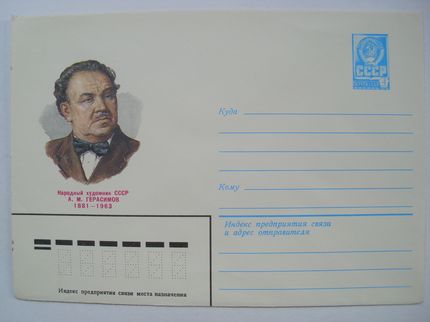 СССР
Куда
Народный художник СССР
А. М. ГЕРАСИМОВ
1881–1963
Кому
Индекс предприятия связи
и адрес отправителя
Индекс предприятия связи места назначения